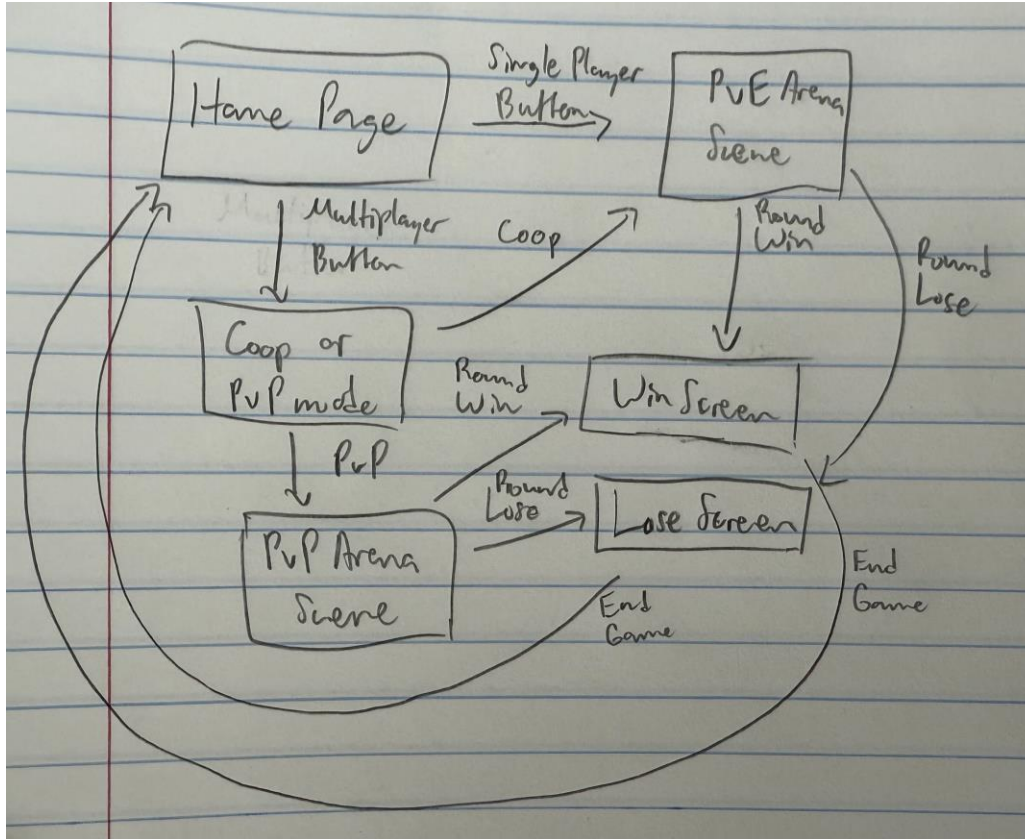 Home Page
Single Player
Button
PvE Arena
Scene
Multiplayer
Button
Coop
Round
Win
Round
Lose
Coop or
PvP mode
Round
Win
Win Screen
PvP
Round
Lose
Lose Screen
PvP Arena
Scene
End
Game
End
Game